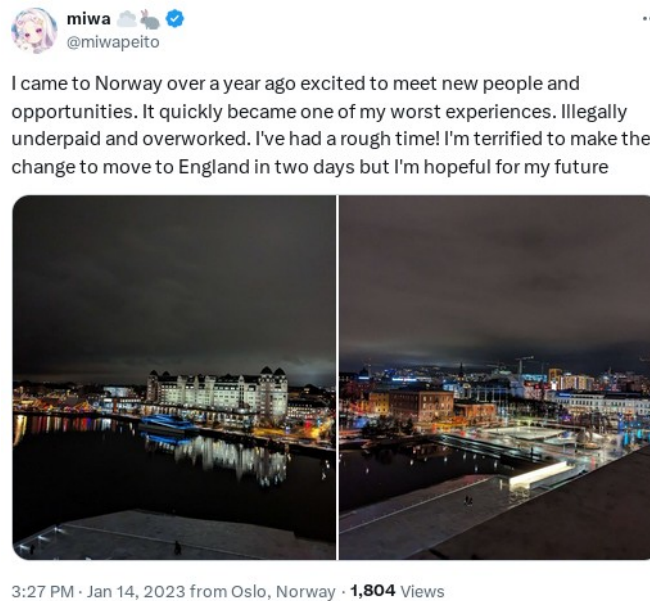 miwa
@miwapeito
I came to Norway over a year ago excited to meet new people and
opportunities. It quickly became one of my worst experiences. Illegally
underpaid and overworked. I've had a rough time! I'm terrified to make the
change to move to England in two days but I'm hopeful for my future
3:27 PM · Jan 14, 2023 from Oslo, Norway · 1,804 Views